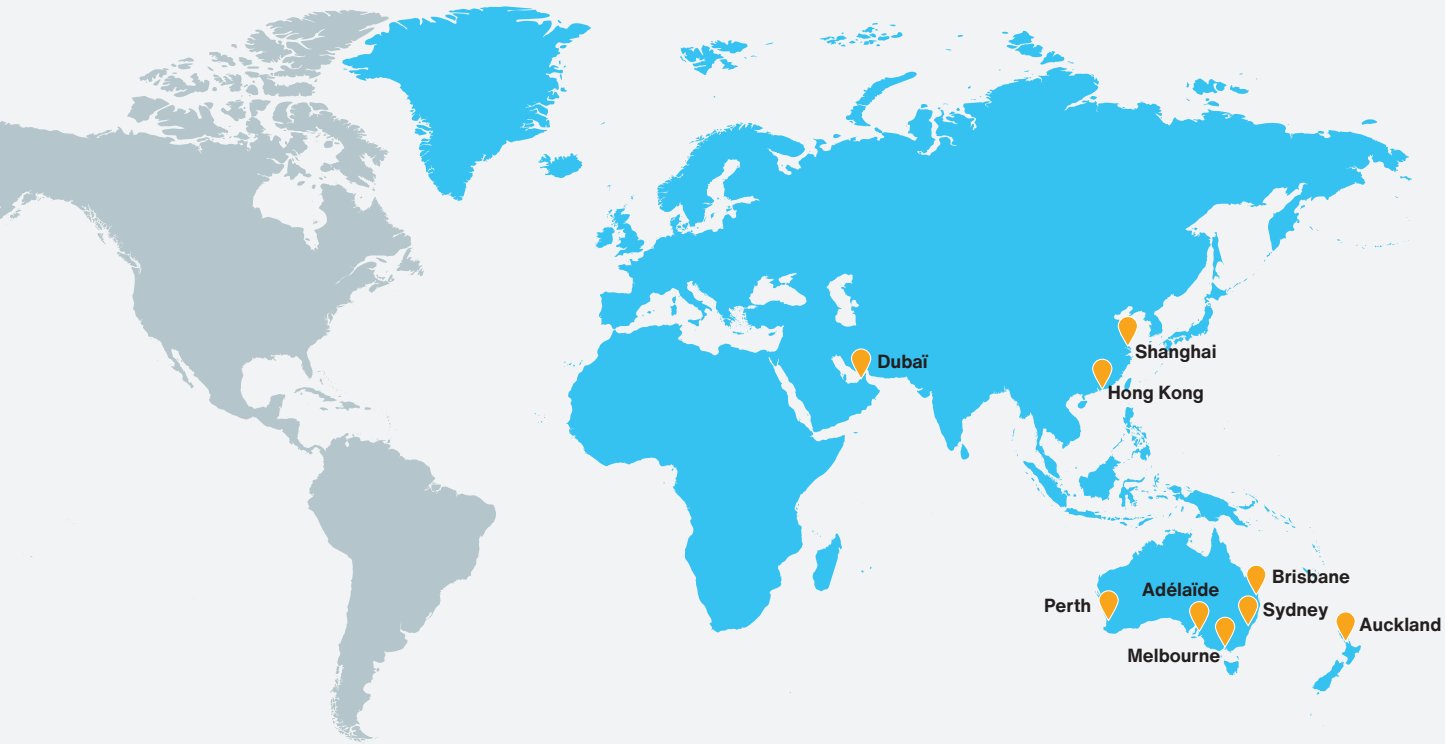 Shanghai
Dubaï
Hong Kong
Brisbane
Adélaïde
Perth
Sydney
Auckland
Melbourne